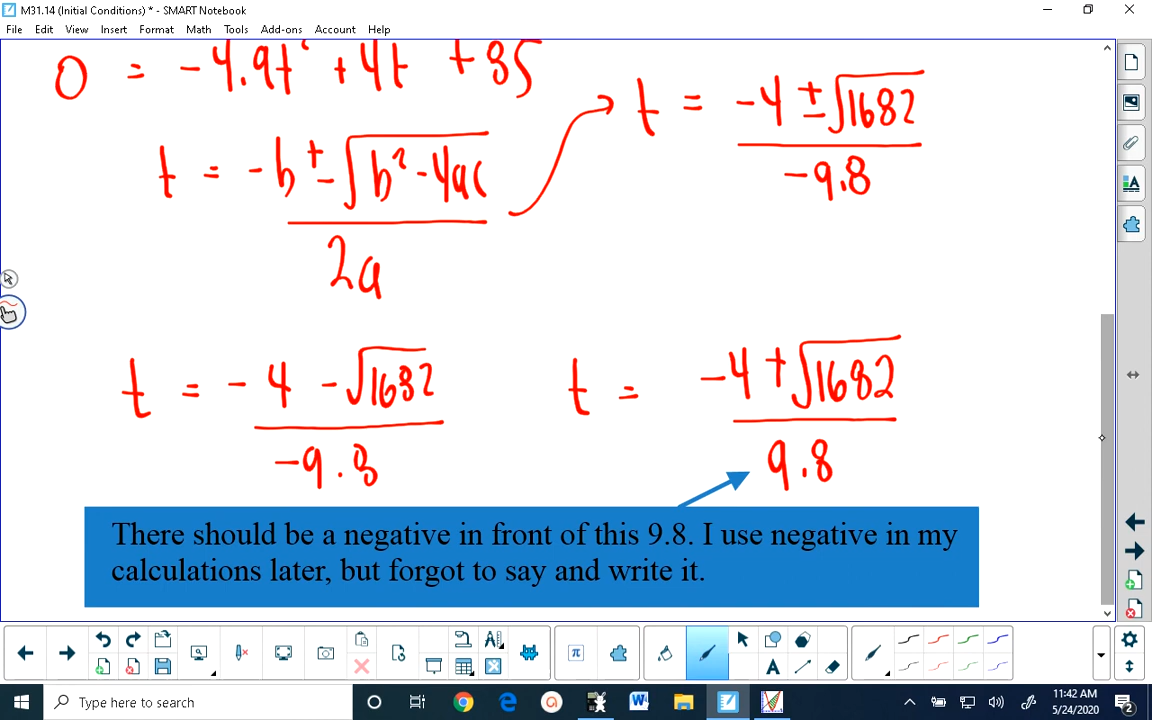 M31.14 (Initial Conditions) * - SMART Notebook
File Edit View Insert Format Math Tools Add-ons Account Help
0 = -4.9t² + 4t + 85
t = -4 ± √1682
-9.8
t = -b ± √b² - 4ac
2a
t = -4 - √1682
-9.8
t = -4 + √1682
9.8
There should be a negative in front of this 9.8. I use negative in my
calculations later, but forgot to say and write it.
Type here to search
11:42 AM
5/24/2020
2